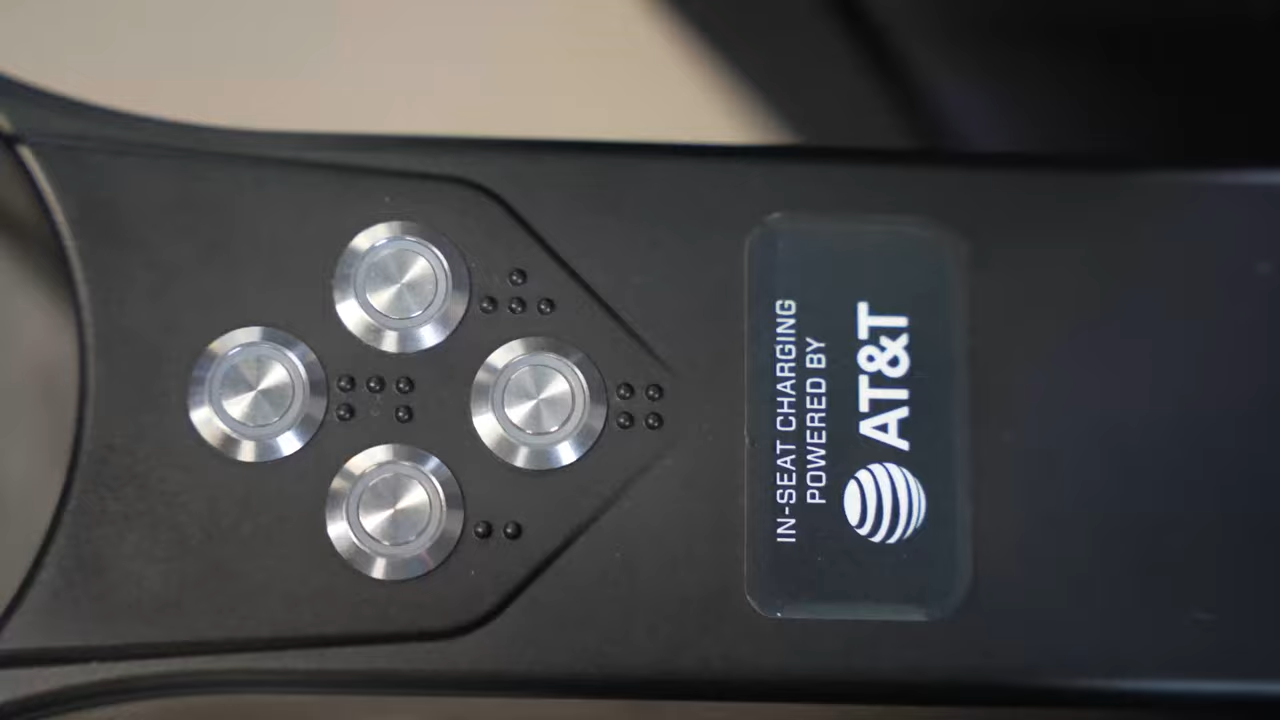 ⠽
⠃
⠗
⠛
IN-SEAT CHARGING
POWERED BY
AT&T